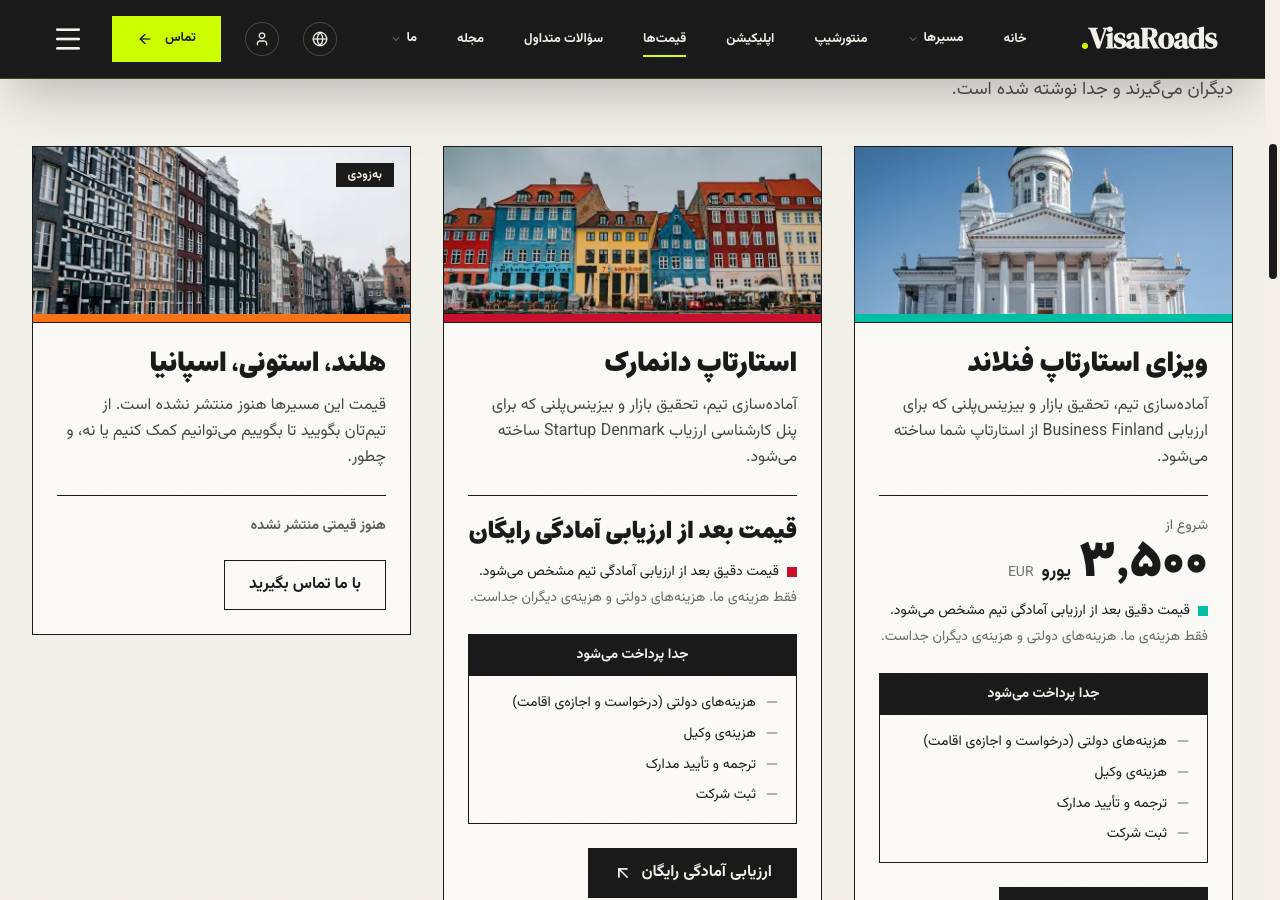 VisaRoads.
خانه
مسیرها
منتورشیپ
اپلیکیشن
قیمت‌ها
سؤالات متداول
مجله
ما
تماس
دیگران می‌گیرند و جدا نوشته شده است.
ویزای استارتاپ فنلاند
آماده‌سازی تیم، تحقیق بازار و بیزینس‌پلنی که برای
ارزیابی Business Finland از استارتاپ شما ساخته
می‌شود.
شروع از
۳,۵۰۰ یورو EUR
قیمت دقیق بعد از ارزیابی آمادگی تیم مشخص می‌شود.
فقط هزینه‌ی ما. هزینه‌های دولتی و هزینه‌ی دیگران جداست.
جدا پرداخت می‌شود
— هزینه‌های دولتی (درخواست و اجازه‌ی اقامت)
— هزینه‌ی وکیل
— ترجمه و تأیید مدارک
— ثبت شرکت
استارتاپ دانمارک
آماده‌سازی تیم، تحقیق بازار و بیزینس‌پلنی که برای
پنل کارشناسی ارزیاب Startup Denmark ساخته
می‌شود.
قیمت بعد از ارزیابی آمادگی رایگان
قیمت دقیق بعد از ارزیابی آمادگی تیم مشخص می‌شود.
فقط هزینه‌ی ما. هزینه‌های دولتی و هزینه‌ی دیگران جداست.
جدا پرداخت می‌شود
— هزینه‌های دولتی (درخواست و اجازه‌ی اقامت)
— هزینه‌ی وکیل
— ترجمه و تأیید مدارک
— ثبت شرکت
ارزیابی آمادگی رایگان
به‌زودی
هلند، استونی، اسپانیا
قیمت این مسیرها هنوز منتشر نشده است. از
تیم‌تان بگویید تا بگوییم می‌توانیم کمک کنیم یا نه، و
چطور.
هنوز قیمتی منتشر نشده
با ما تماس بگیرید